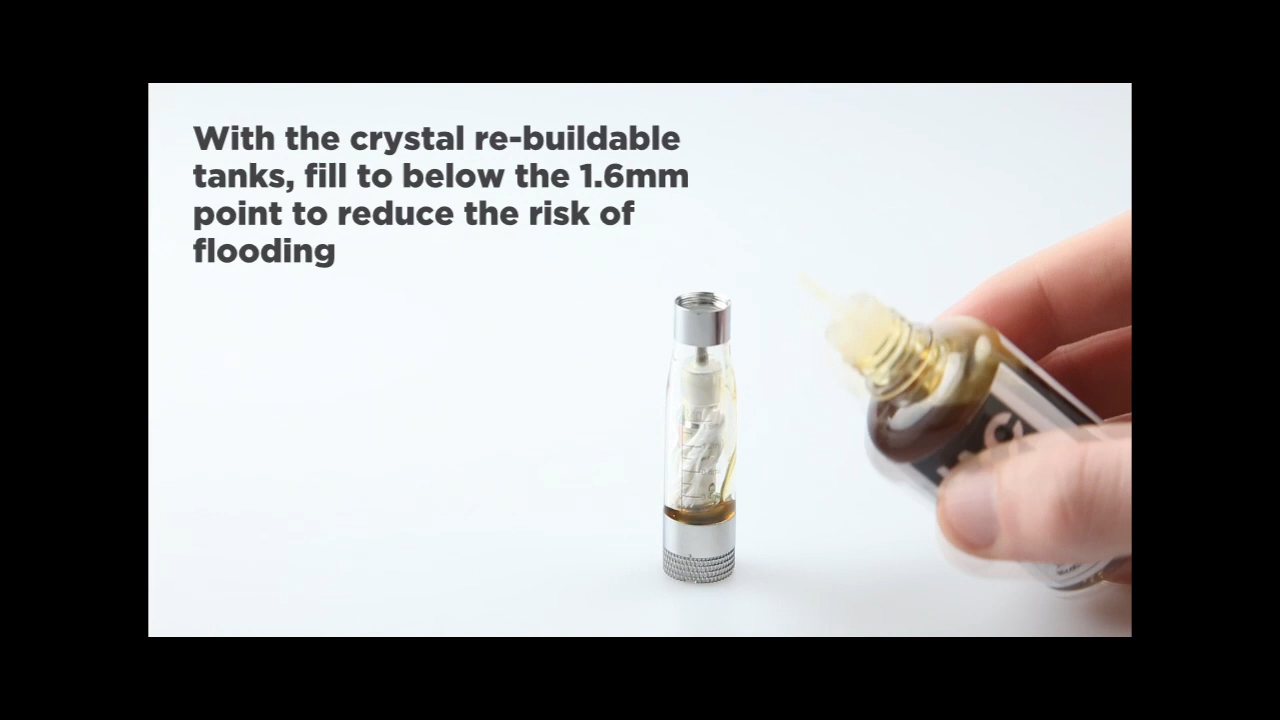 With the crystal re-buildable
tanks, fill to below the 1.6mm
point to reduce the risk of
flooding